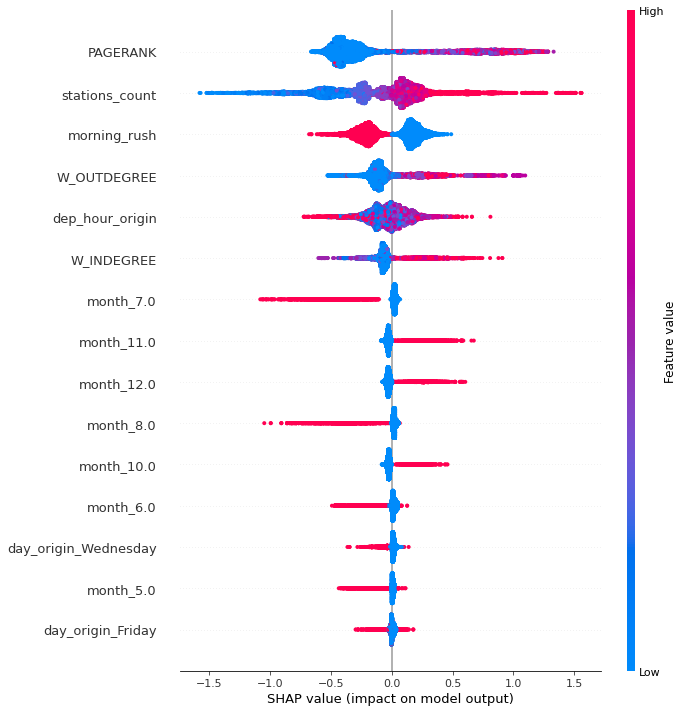 High
PAGERANK
stations_count
morning_rush
W_OUTDEGREE
dep_hour_origin
W_INDEGREE
month_7.0
month_11.0
month_12.0
month_8.0
month_10.0
month_6.0
day_origin_Wednesday
month_5.0
day_origin_Friday
Feature value
Low
−1.5 −1.0 −0.5 0.0 0.5 1.0 1.5
SHAP value (impact on model output)